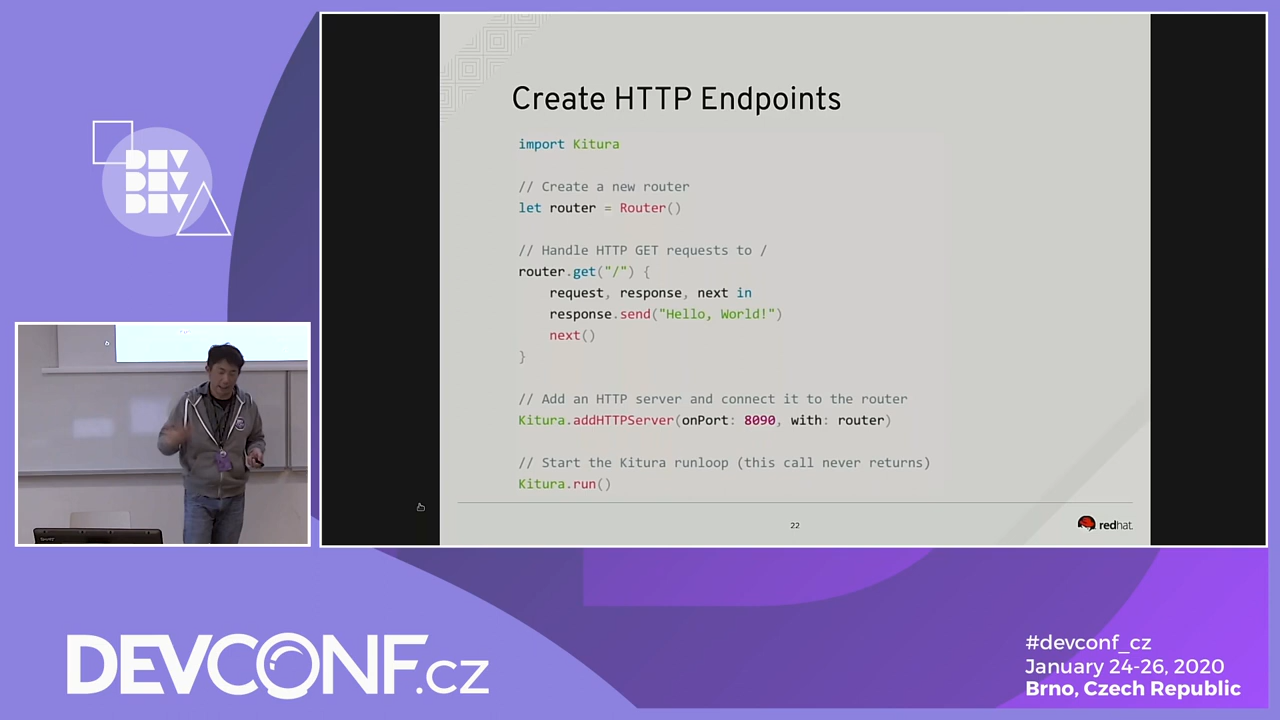 DEV
DEV
DEV
Create HTTP Endpoints
import Kitura
// Create a new router
let router = Router()
// Handle HTTP GET requests to /
router.get("/") {
request, response, next in
response.send("Hello, World!")
next()
}
// Add an HTTP server and connect it to the router
Kitura.addHTTPServer(onPort: 8090, with: router)
// Start the Kitura runloop (this call never returns)
Kitura.run()
22
redhat.
DEVCONF.cz
#devconf_cz
January 24-26, 2020
Brno, Czech Republic